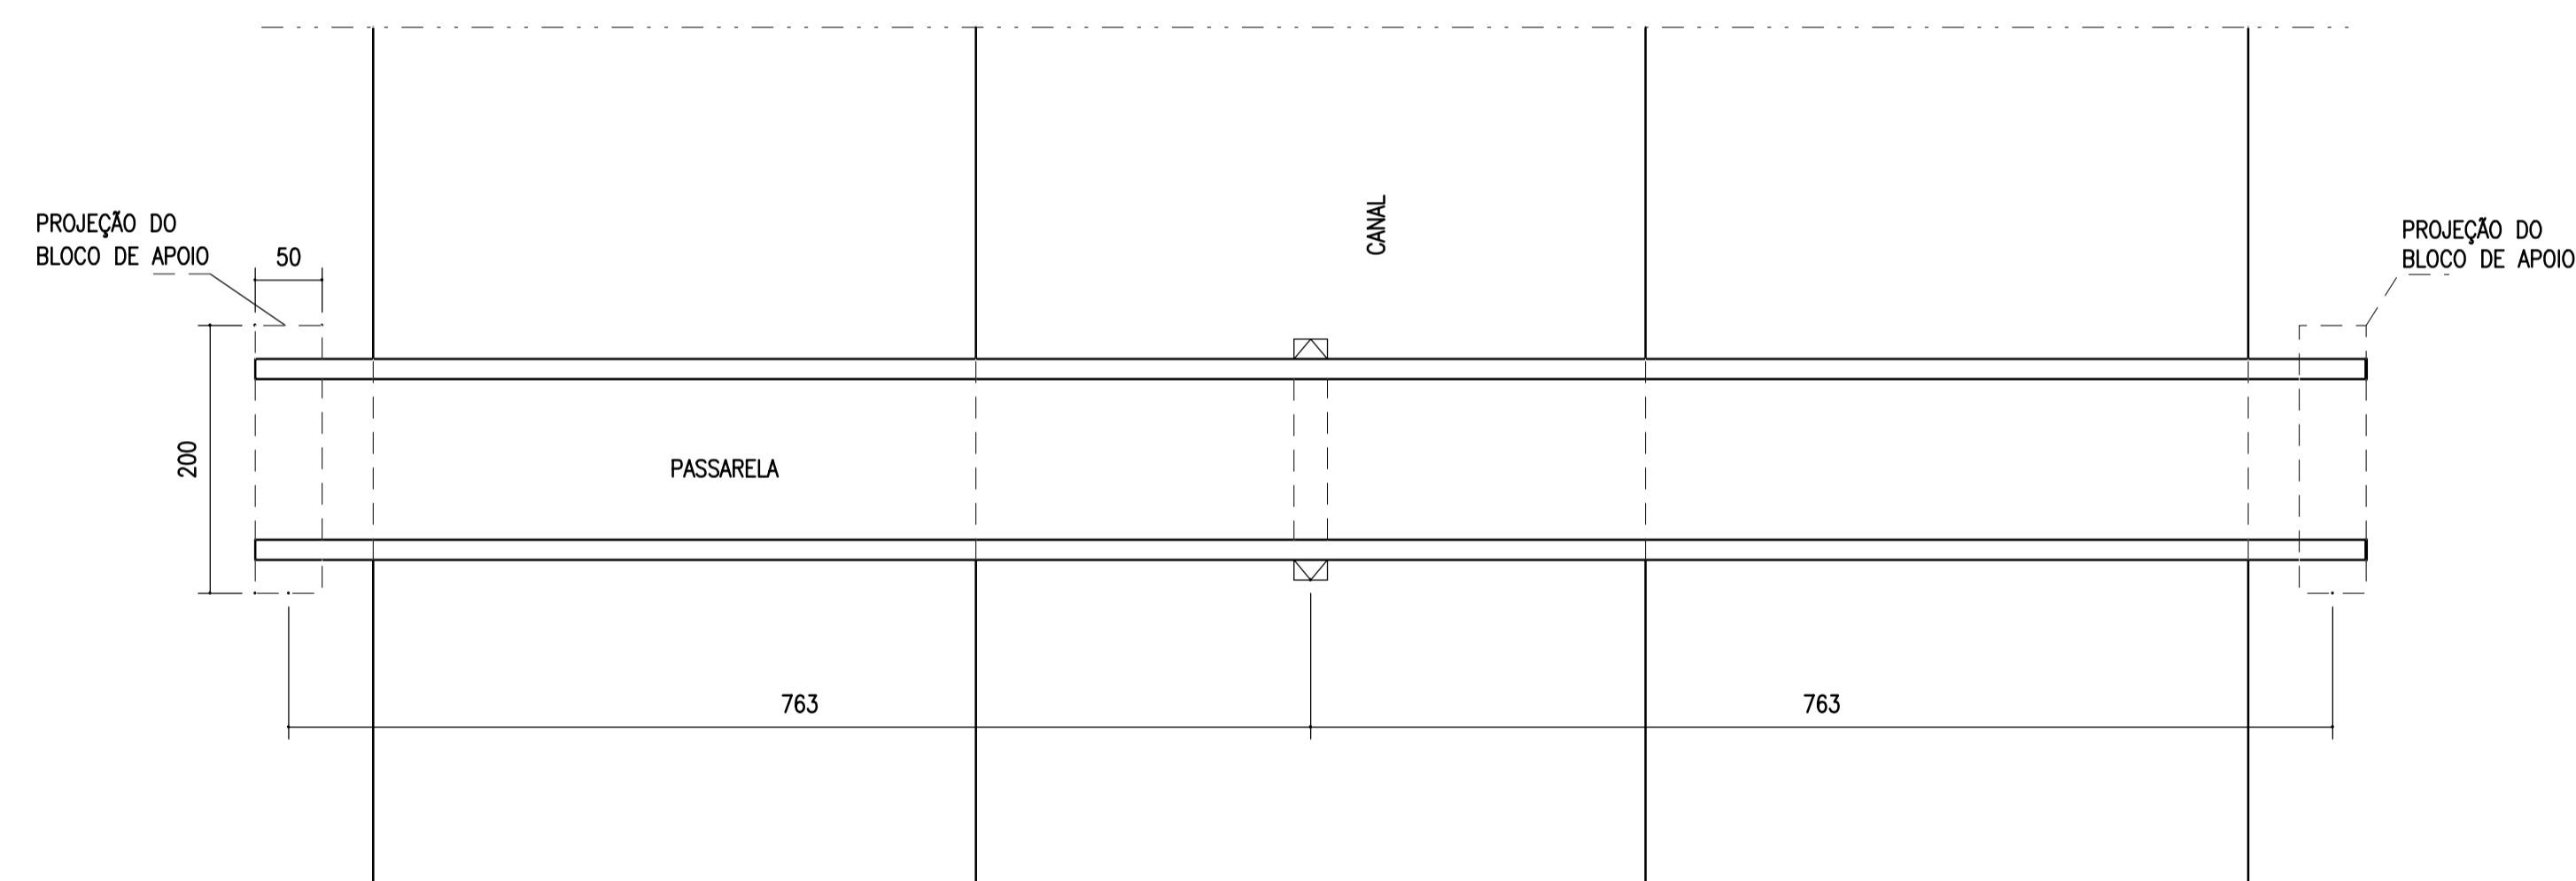 CANAL
PROJEÇÃO DO
BLOCO DE APOIO
50
PROJEÇÃO DO
BLOCO DE APOIO
200
PASSARELA
763
763